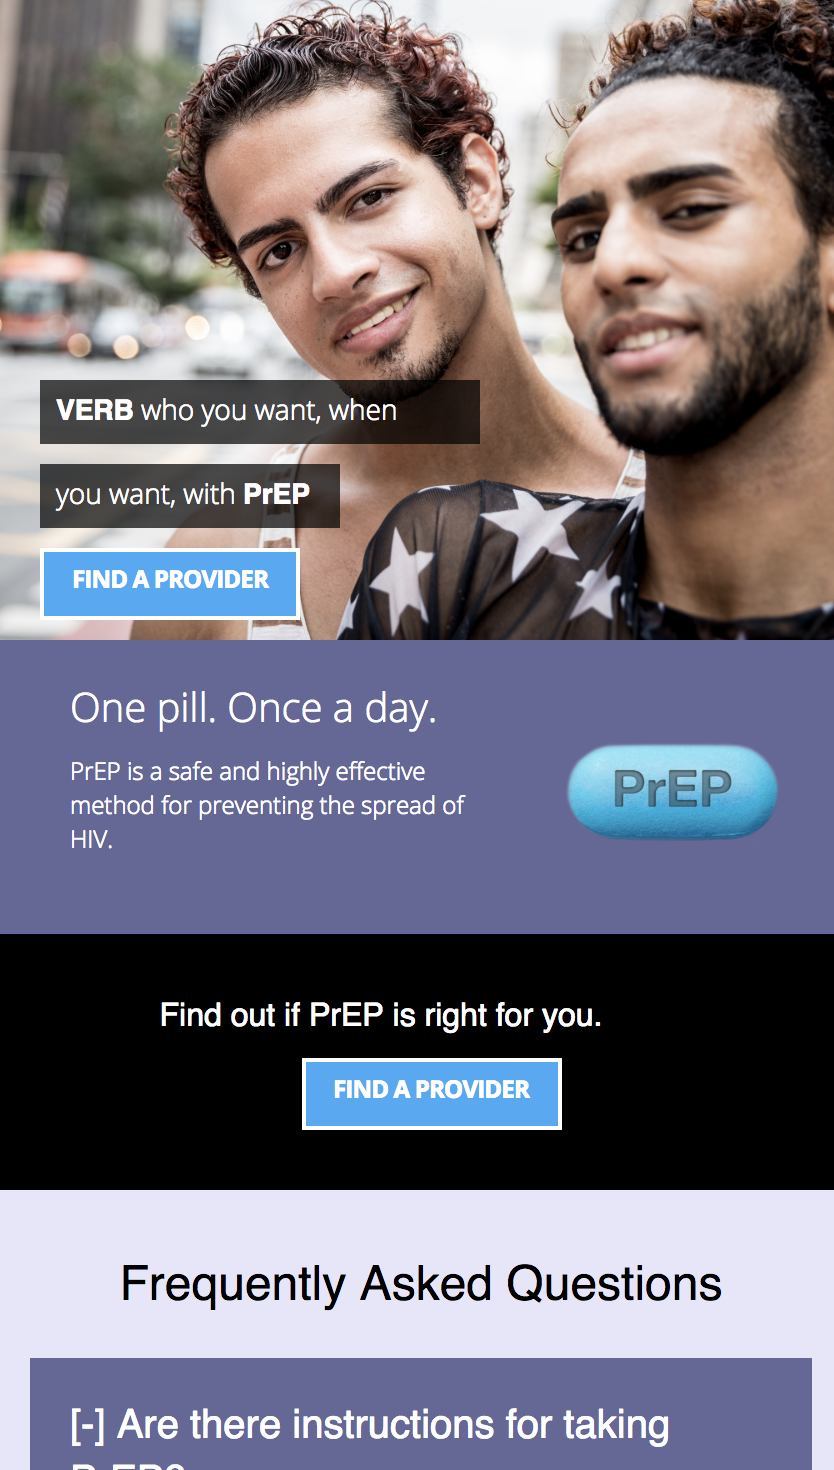 VERB who you want, when
you want, with PrEP
FIND A PROVIDER
One pill. Once a day.
PrEP is a safe and highly effective
method for preventing the spread of
HIV.
PrEP
Find out if PrEP is right for you.
FIND A PROVIDER
Frequently Asked Questions
[-] Are there instructions for taking
PrEP?